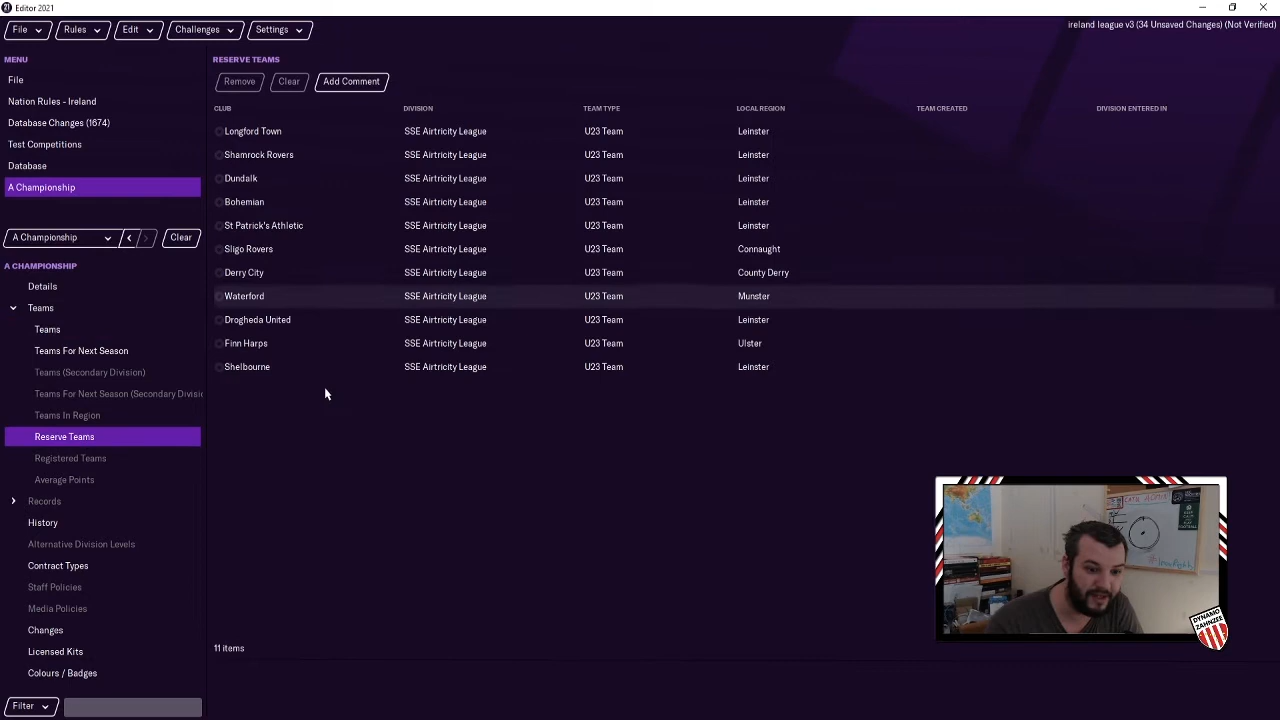 Editor 2021
File Rules Edit Challenges Settings
ireland league v3 (34 Unsaved Changes) (Not Verified)
MENU
File
Nation Rules - Ireland
Database Changes (1674)
Test Competitions
Database
A Championship
A Championship Clear
A CHAMPIONSHIP
Details
Teams
Teams
Teams For Next Season
Teams (Secondary Division)
Teams For Next Season (Secondary Divisio
Teams In Region
Reserve Teams
Registered Teams
Average Points
Records
History
Alternative Division Levels
Contract Types
Staff Policies
Media Policies
Changes
Licensed Kits
Colours / Badges
Filter
RESERVE TEAMS
Remove Clear Add Comment
CLUB DIVISION TEAM TYPE LOCAL REGION TEAM CREATED DIVISION ENTERED IN
Longford Town SSE Airtricity League U23 Team Leinster
Shamrock Rovers SSE Airtricity League U23 Team Leinster
Dundalk SSE Airtricity League U23 Team Leinster
Bohemian SSE Airtricity League U23 Team Leinster
St Patrick's Athletic SSE Airtricity League U23 Team Leinster
Sligo Rovers SSE Airtricity League U23 Team Connaught
Derry City SSE Airtricity League U23 Team County Derry
Waterford SSE Airtricity League U23 Team Munster
Drogheda United SSE Airtricity League U23 Team Leinster
Finn Harps SSE Airtricity League U23 Team Ulster
Shelbourne SSE Airtricity League U23 Team Leinster
11 items
DYNAMO
ZAHNZEE